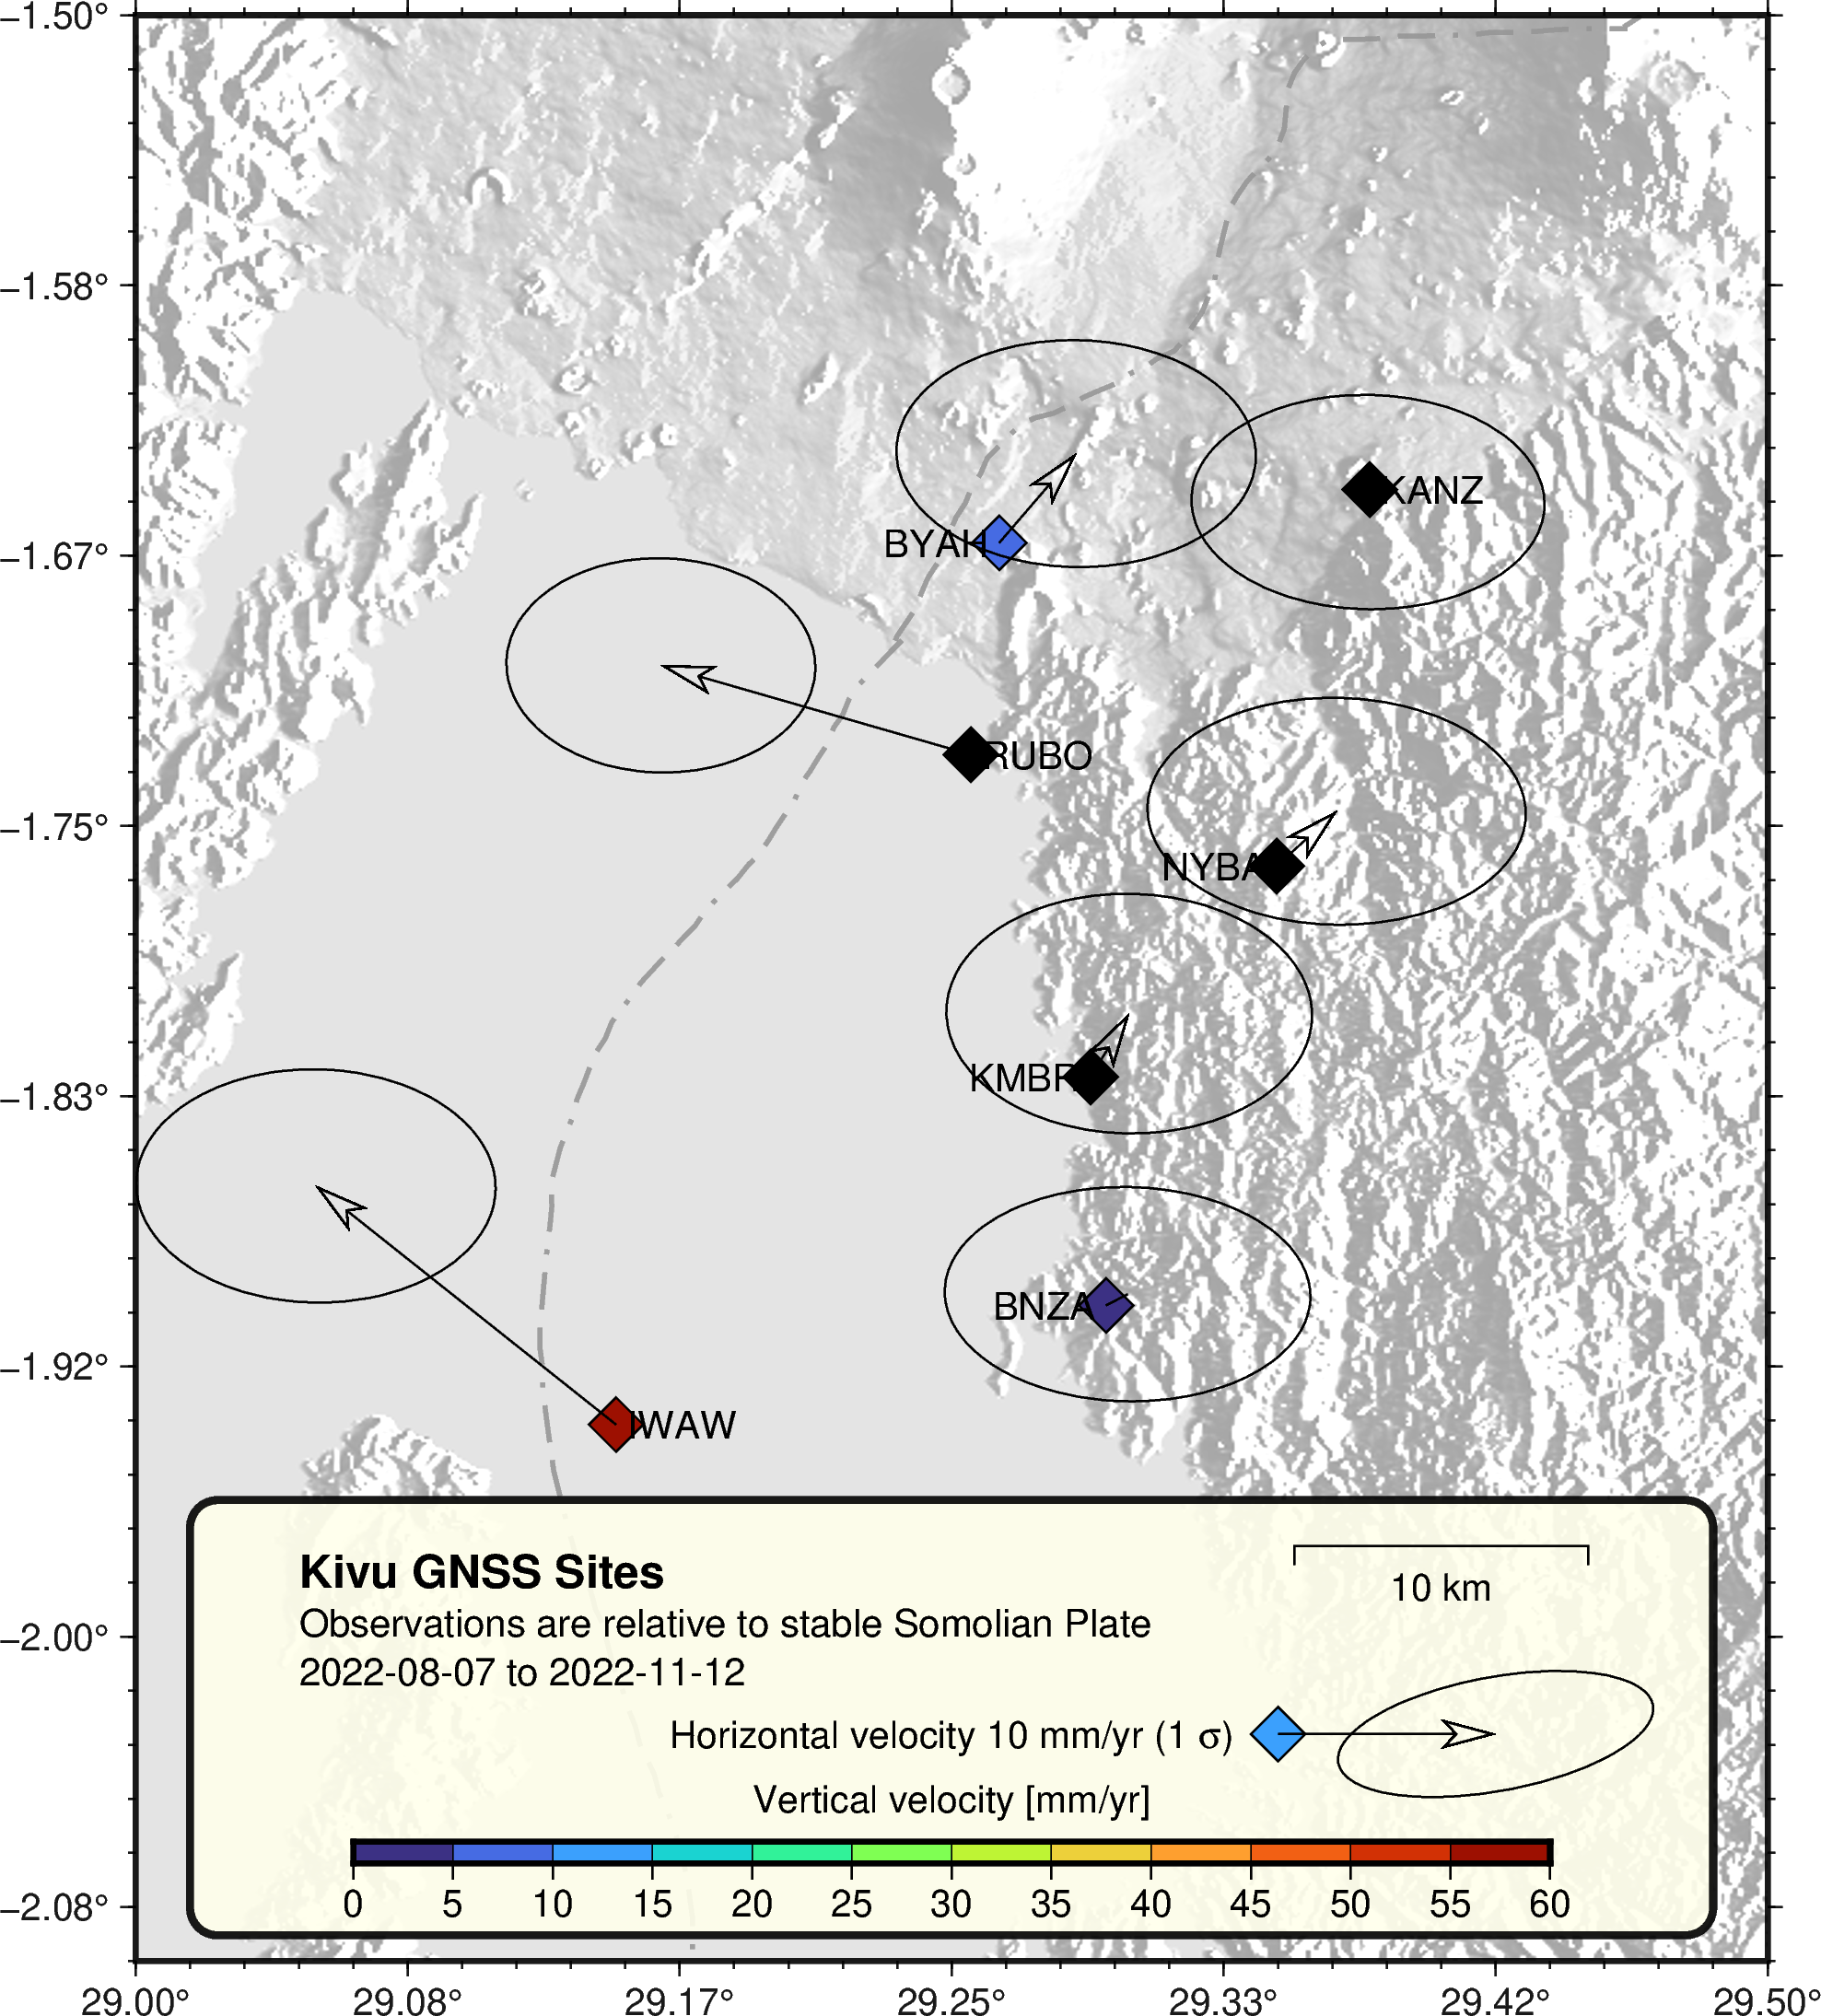 −1.50°
−1.58°
−1.67°
−1.75°
−1.83°
−1.92°
−2.00°
−2.08°
BYAH
KANZ
RUBO
NYBA
KMBR
BNZA
IWAW
Kivu GNSS Sites
10 km
Observations are relative to stable Somolian Plate
2022-08-07 to 2022-11-12
Horizontal velocity 10 mm/yr (1 σ)
Vertical velocity [mm/yr]
0 5 10 15 20 25 30 35 40 45 50 55 60
29.00° 29.08° 29.17° 29.25° 29.33° 29.42° 29.50°